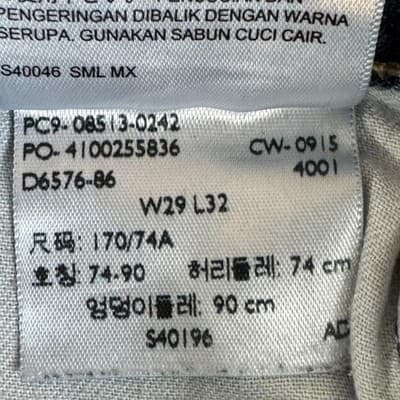 PENGERINGAN DIBALIK DENGAN WARNA
SERUPA. GUNAKAN SABUN CUCI CAIR.
S40046 SML MX
PC9-08513-0242
PO-4100255836 CW-0915
D6576-86 4001
W29 L32
尺码: 170/74A
호칭: 74-90 허리둘레: 74 cm
엉덩이둘레: 90 cm
S40196 AD